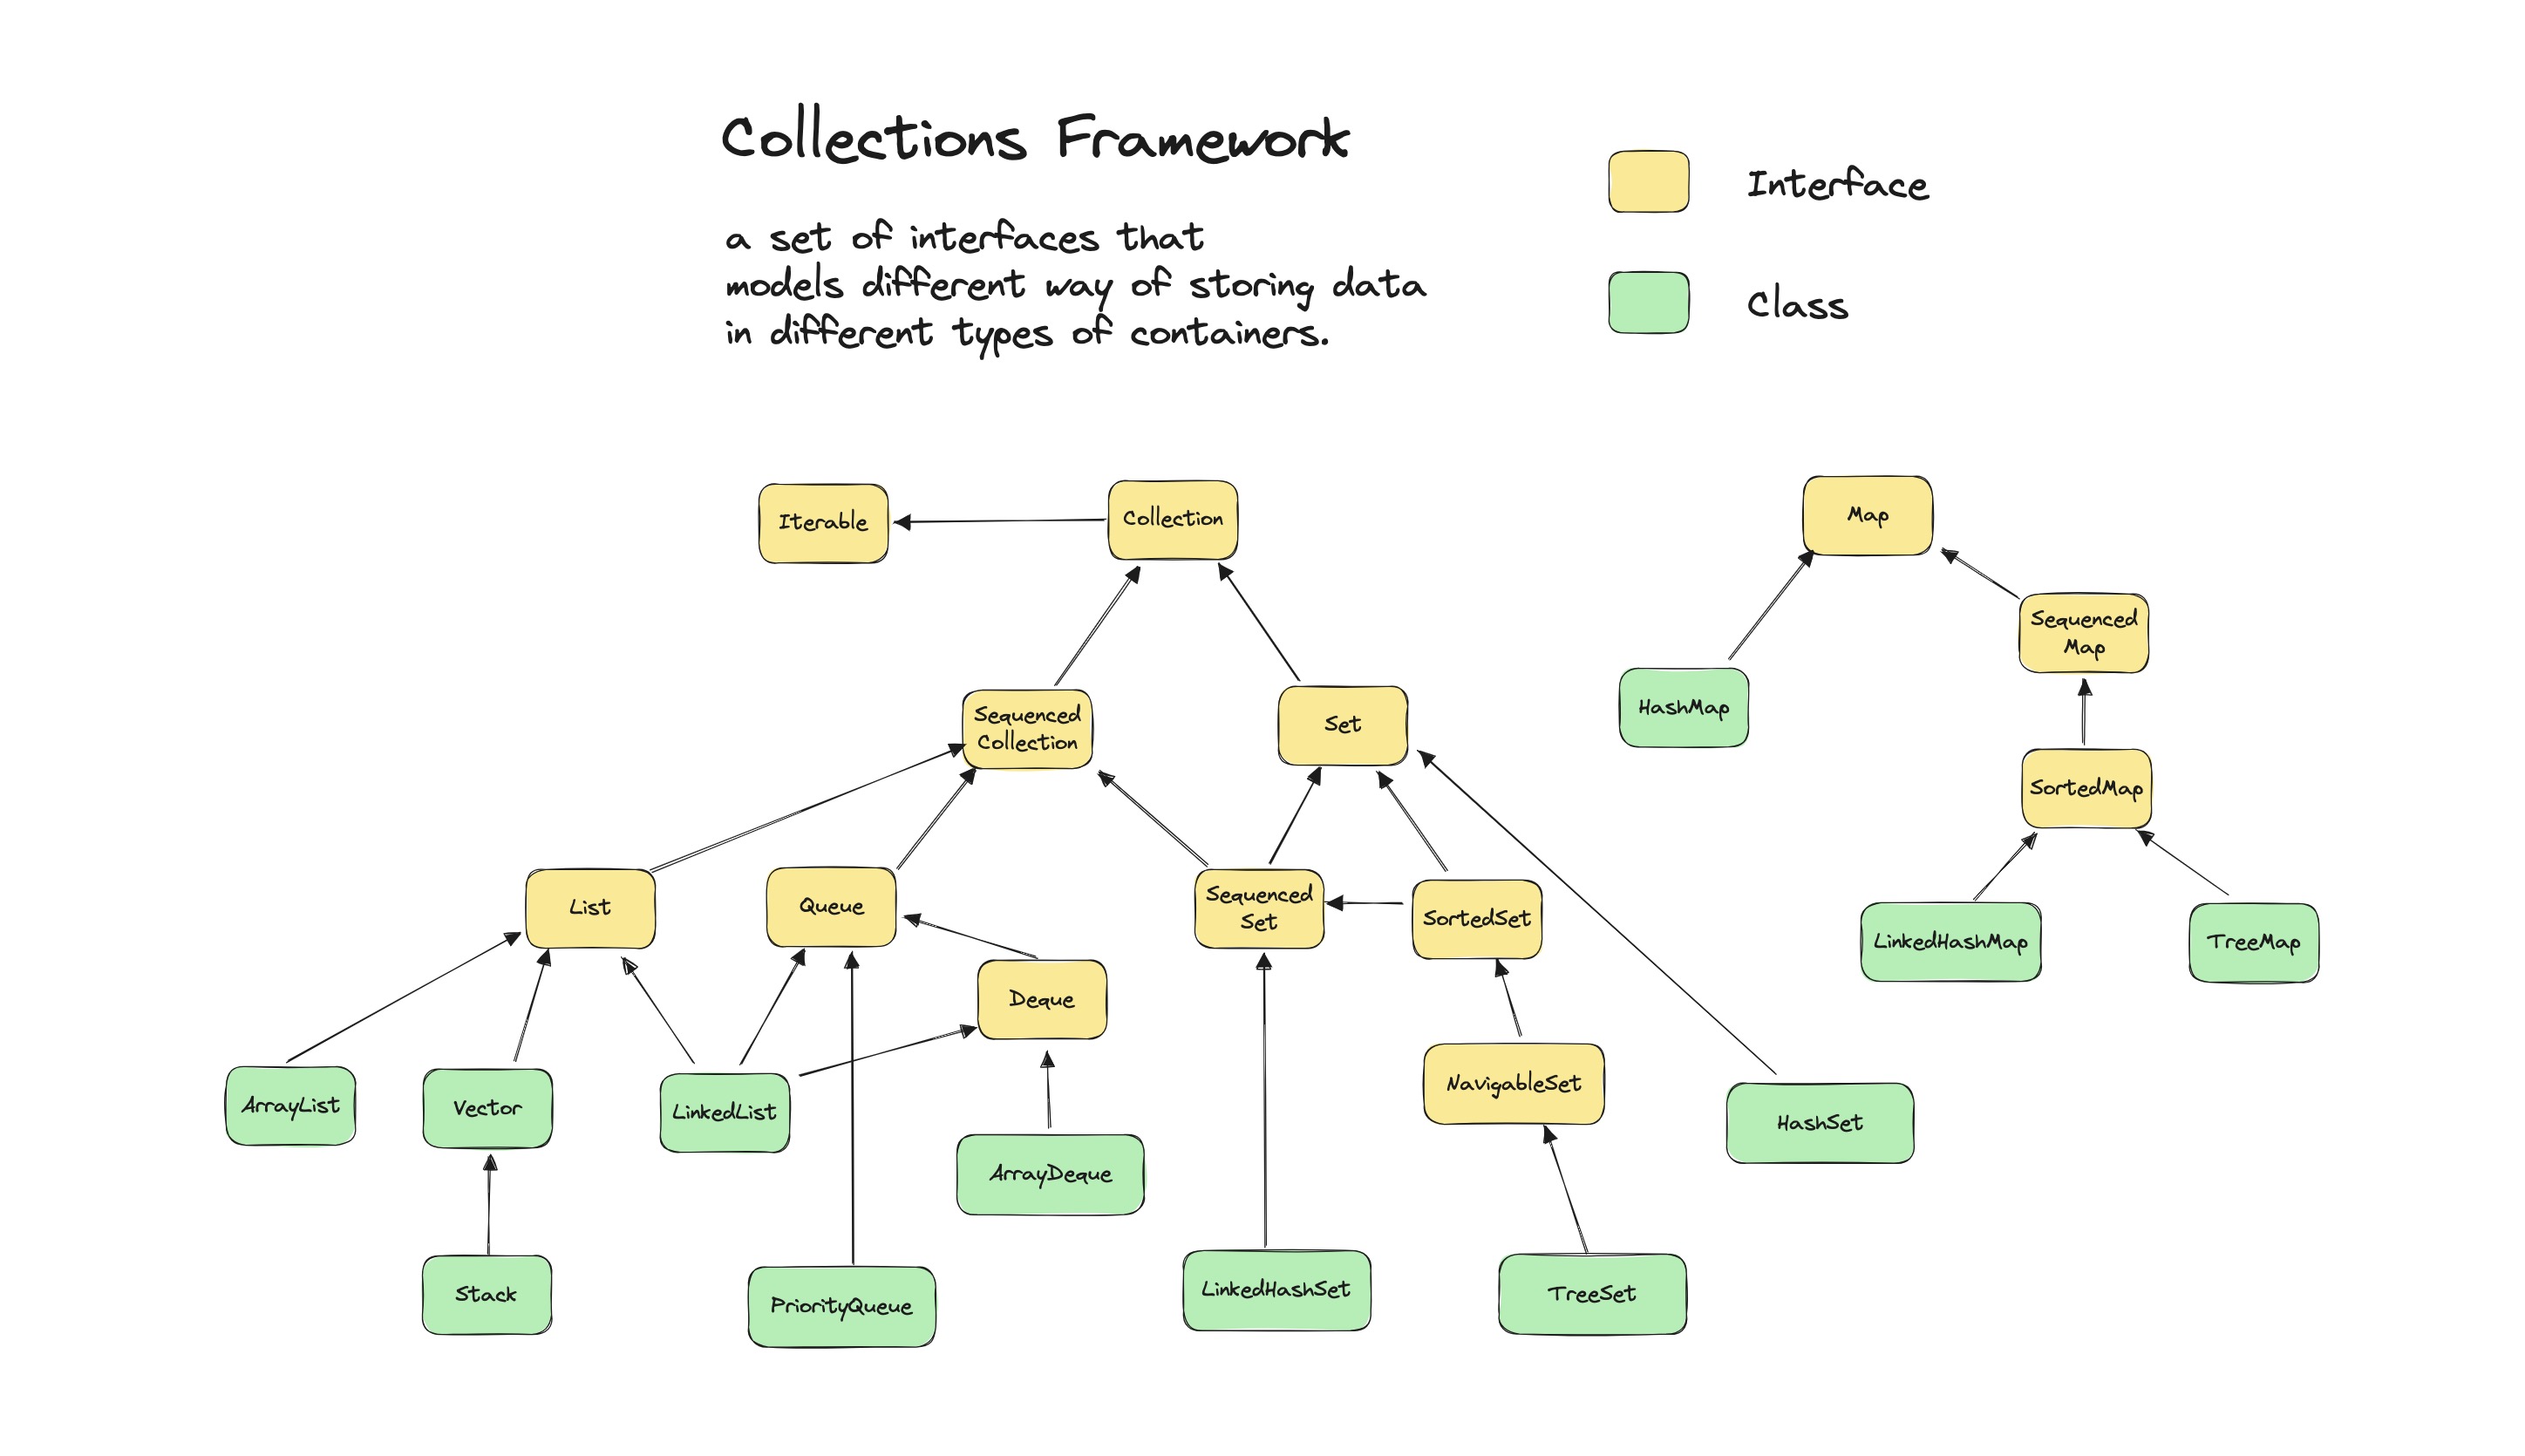 Collections Framework
a set of interfaces that
models different way of storing data
in different types of containers.
Interface
Class
Iterable
Collection
Map
Sequenced
Map
Sequenced
Collection
Set
HashMap
SortedMap
List
Queue
Sequenced
Set
SortedSet
LinkedHashMap
TreeMap
Deque
NavigableSet
ArrayList
Vector
LinkedList
HashSet
ArrayDeque
Stack
PriorityQueue
LinkedHashSet
TreeSet